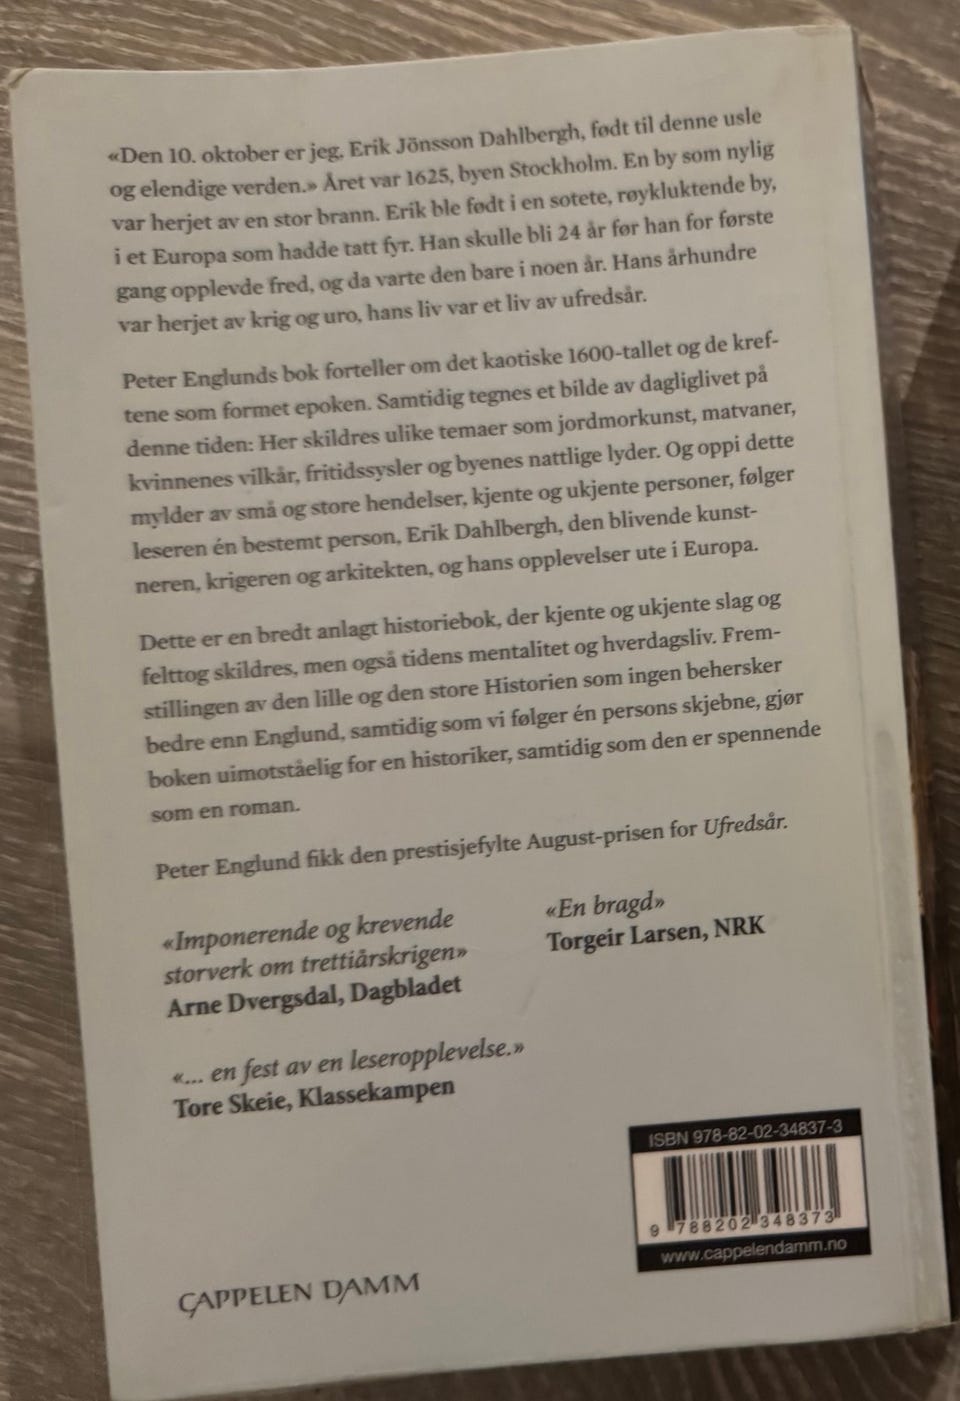 «Den 10. oktober er jeg, Erik Jönsson Dahlbergh, født til denne usle
og elendige verden.» Året var 1625, byen Stockholm. En by som nylig
var herjet av en stor brann. Erik ble født i en sotete, røykluktende by,
i et Europa som hadde tatt fyr. Han skulle bli 24 år før han for første
gang opplevde fred, og da varte den bare i noen år. Hans århundre
var herjet av krig og uro, hans liv var et liv av ufredsår.
Peter Englunds bok forteller om det kaotiske 1600-tallet og de kref-
tene som formet epoken. Samtidig tegnes et bilde av dagliglivet på
denne tiden: Her skildres ulike temaer som jordmorkunst, matvaner,
kvinnenes vilkår, fritidssysler og byenes nattlige lyder. Og oppi dette
mylder av små og store hendelser, kjente og ukjente personer, følger
leseren én bestemt person, Erik Dahlbergh, den blivende kunst-
neren, krigeren og arkitekten, og hans opplevelser ute i Europa.
Dette er en bredt anlagt historiebok, der kjente og ukjente slag og
felttog skildres, men også tidens mentalitet og hverdagsliv. Frem-
stillingen av den lille og den store Historien som ingen behersker
bedre enn Englund, samtidig som vi følger én persons skjebne, gjør
boken uimotståelig for en historiker, samtidig som den er spennende
som en roman.
Peter Englund fikk den prestisjefylte August-prisen for Ufredsår.
«Imponerende og krevende
storverk om trettiårskrigen»
Arne Dvergsdal, Dagbladet
«En bragd»
Torgeir Larsen, NRK
«... en fest av en leseropplevelse.»
Tore Skeie, Klassekampen
ISBN 978-82-02-34837-3
9 788202 348373
www.cappelendamm.no
CAPPELEN DAMM